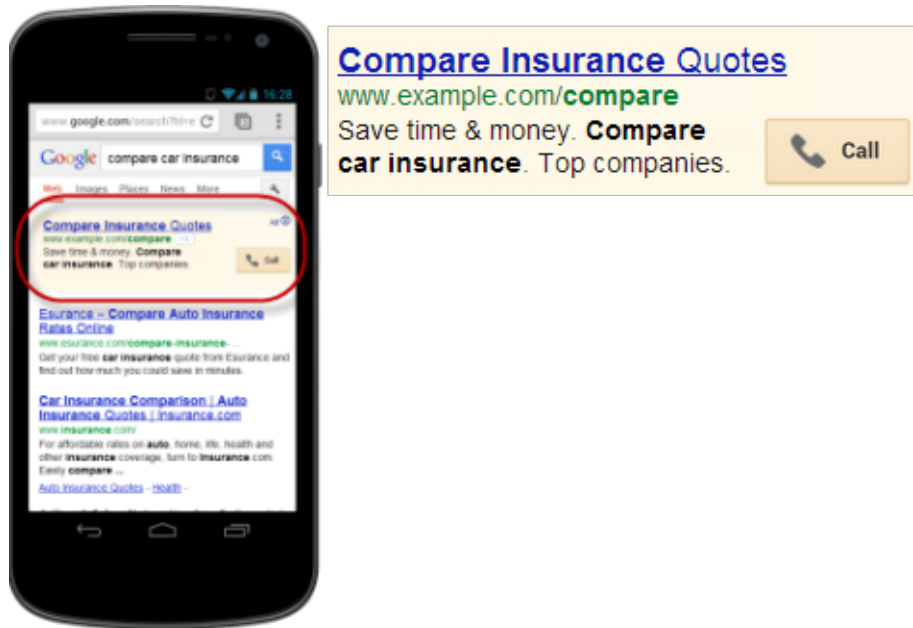 16:28
www.google.com/search?hl=e
Google compare car insurance
Web Images Places News More
Compare Insurance Quotes Ad
www.example.com/compare +1
Save time & money. Compare
car insurance. Top companies.
Call
Esurance – Compare Auto Insurance
Rates Online
www.esurance.com/compare-insurance- ...
Get your free car insurance quote from Esurance and
find out how much you could save in minutes.
Car Insurance Comparison | Auto
Insurance Quotes | Insurance.com
www.insurance.com/
For affordable rates on auto, home, life, health and
other insurance coverage, turn to Insurance.com.
Easily compare ...
Auto Insurance Quotes - Health -
Compare Insurance Quotes
www.example.com/compare
Save time & money. Compare
car insurance. Top companies.
Call